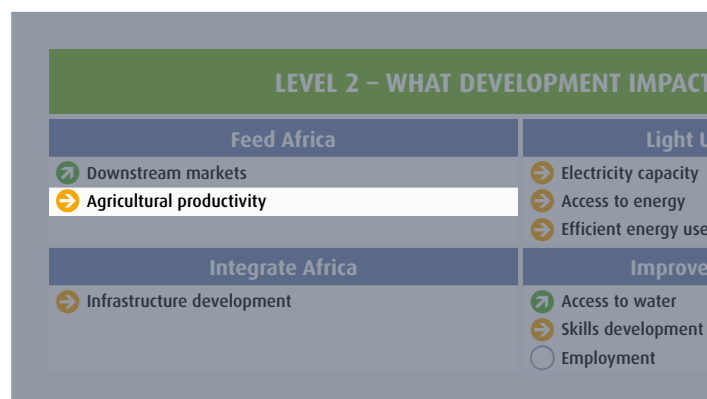 LEVEL 2 – WHAT DEVELOPMENT IMPACT
Feed Africa
Downstream markets
Agricultural productivity
Light U
Electricity capacity
Access to energy
Efficient energy use
Integrate Africa
Infrastructure development
Improve
Access to water
Skills development
Employment